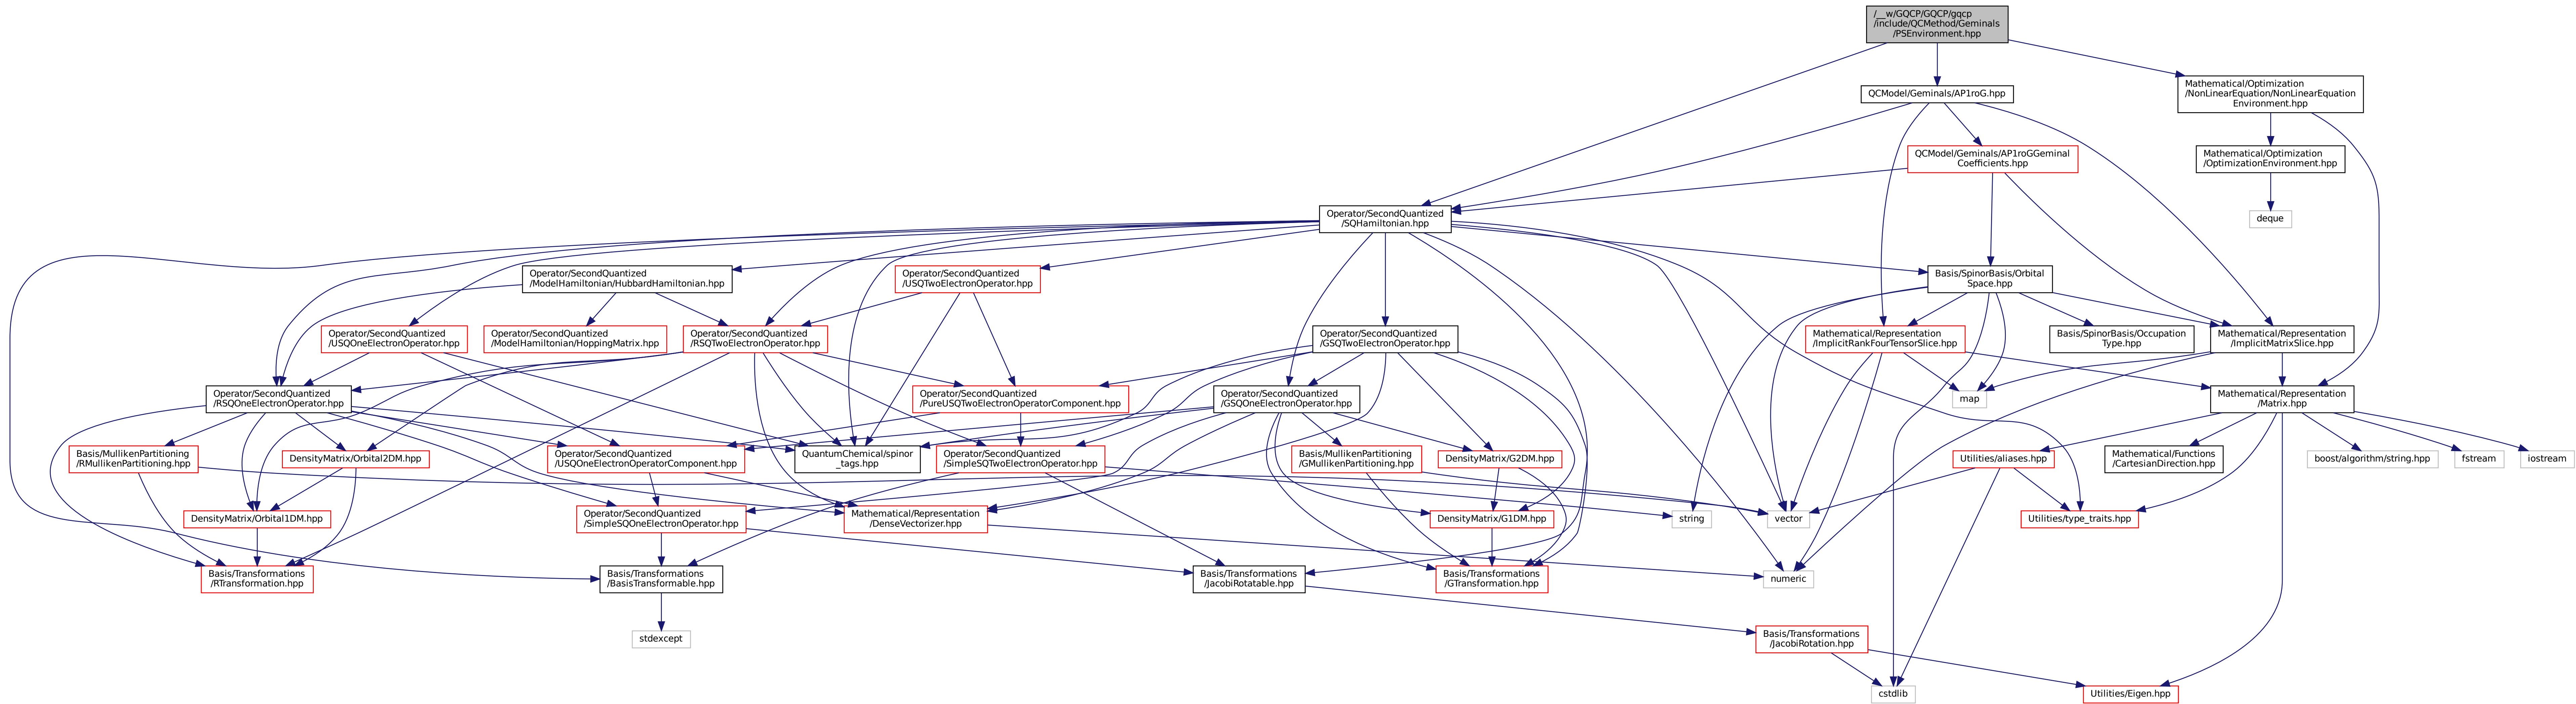 /__w/GQCP/GQCP/gqcp
/include/QCMethod/Geminals
/PSEnvironment.hpp
QCModel/Geminals/AP1roG.hpp
Mathematical/Optimization
/NonLinearEquation/NonLinearEquation
Environment.hpp
QCModel/Geminals/AP1roGGeminal
Coefficients.hpp
Mathematical/Optimization
/OptimizationEnvironment.hpp
Operator/SecondQuantized
/SQHamiltonian.hpp
deque
Operator/SecondQuantized
/ModelHamiltonian/HubbardHamiltonian.hpp
Operator/SecondQuantized
/USQTwoElectronOperator.hpp
Basis/SpinorBasis/Orbital
Space.hpp
Operator/SecondQuantized
/USQOneElectronOperator.hpp
Operator/SecondQuantized
/ModelHamiltonian/HoppingMatrix.hpp
Operator/SecondQuantized
/RSQTwoElectronOperator.hpp
Operator/SecondQuantized
/GSQTwoElectronOperator.hpp
Mathematical/Representation
/ImplicitRankFourTensorSlice.hpp
Basis/SpinorBasis/Occupation
Type.hpp
Mathematical/Representation
/ImplicitMatrixSlice.hpp
Operator/SecondQuantized
/RSQOneElectronOperator.hpp
Operator/SecondQuantized
/PureUSQTwoElectronOperatorComponent.hpp
Operator/SecondQuantized
/GSQOneElectronOperator.hpp
map
Mathematical/Representation
/Matrix.hpp
Basis/MullikenPartitioning
/RMullikenPartitioning.hpp
DensityMatrix/Orbital2DM.hpp
Operator/SecondQuantized
/USQOneElectronOperatorComponent.hpp
QuantumChemical/spinor
_tags.hpp
Operator/SecondQuantized
/SimpleSQTwoElectronOperator.hpp
Basis/MullikenPartitioning
/GMullikenPartitioning.hpp
DensityMatrix/G2DM.hpp
Utilities/aliases.hpp
Mathematical/Functions
/CartesianDirection.hpp
boost/algorithm/string.hpp
fstream
iostream
DensityMatrix/Orbital1DM.hpp
Operator/SecondQuantized
/SimpleSQOneElectronOperator.hpp
Mathematical/Representation
/DenseVectorizer.hpp
DensityMatrix/G1DM.hpp
string
vector
Utilities/type_traits.hpp
Basis/Transformations
/RTransformation.hpp
Basis/Transformations
/BasisTransformable.hpp
Basis/Transformations
/JacobiRotatable.hpp
Basis/Transformations
/GTransformation.hpp
numeric
stdexcept
Basis/Transformations
/JacobiRotation.hpp
cstdlib
Utilities/Eigen.hpp